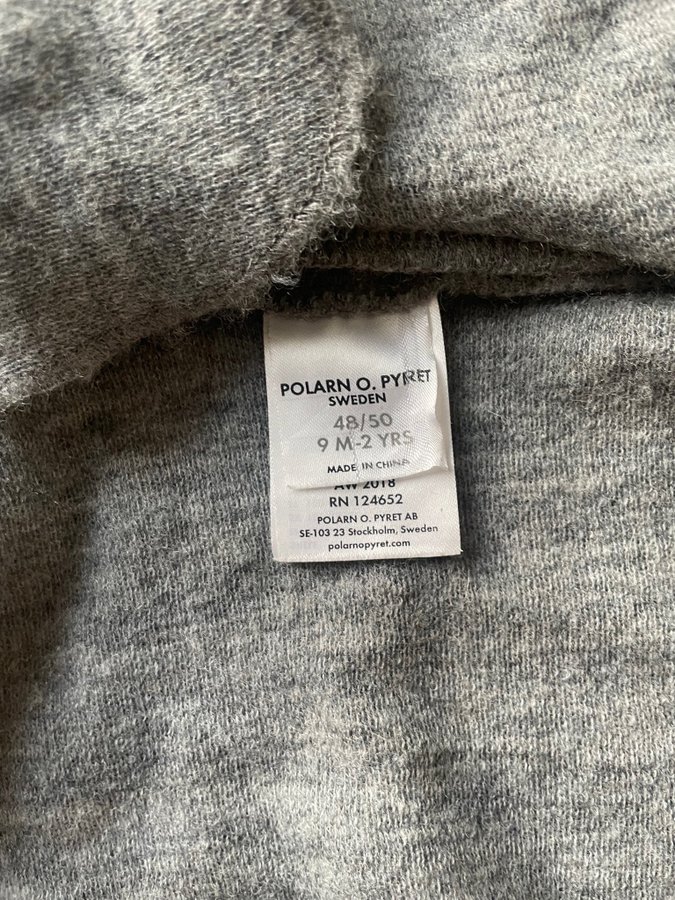 POLARN O. PYRET
SWEDEN
48/50
9 M-2 YRS
MADE IN CHINA
AW 2018
RN 124652
POLARN O. PYRET AB
SE-103 23 Stockholm, Sweden
polarnopyret.com